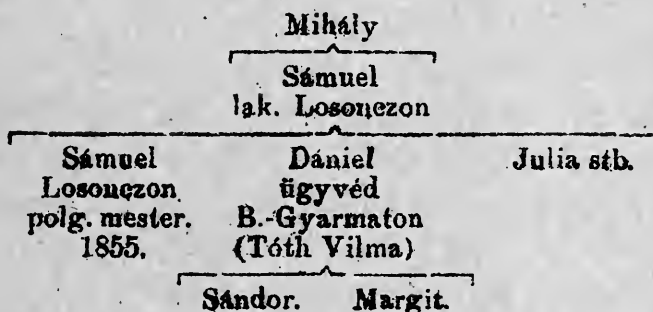 Mihály
Sámuel
lak. Losonczon
Sámuel
Losonczon
polg. mester.
1855.
Dániel
ügyvéd
B.-Gyarmaton
(Tóth Vilma)
Julia stb.
Sándor. Margit.